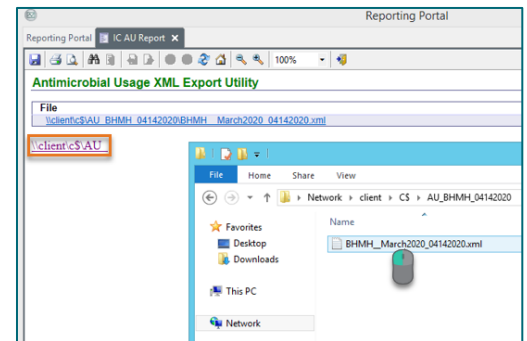 Reporting Portal
Reporting Portal IC AU Report
100%
Antimicrobial Usage XML Export Utility
File
\\client\c$\AU_BHMH_04142020\BHMH__March2020_04142020.xml
\\client\c$\AU_
File Home Share View
Network Client C$ AU_BHMH_04142020
Favorites
Desktop
Downloads
This PC
Network
Name
BHMH__March2020_04142020.xml